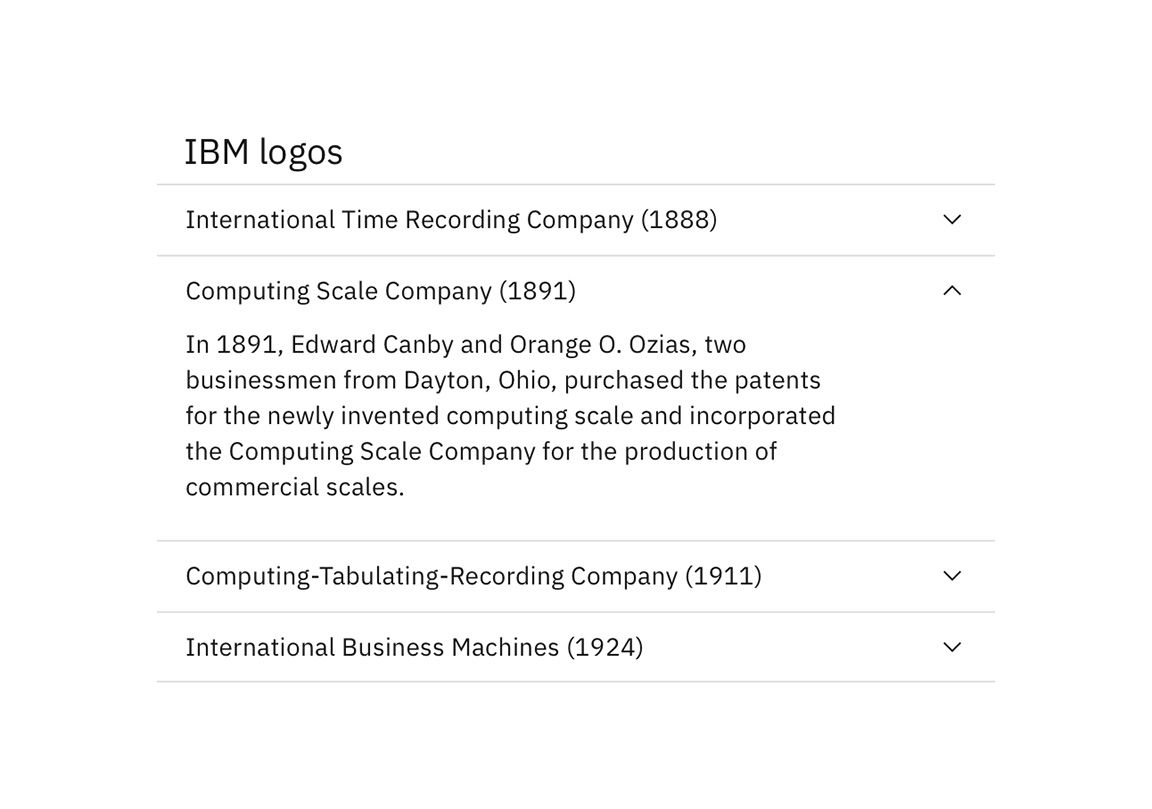 IBM logos
International Time Recording Company (1888)
Computing Scale Company (1891)
In 1891, Edward Canby and Orange O. Ozias, two
businessmen from Dayton, Ohio, purchased the patents
for the newly invented computing scale and incorporated
the Computing Scale Company for the production of
commercial scales.
Computing-Tabulating-Recording Company (1911)
International Business Machines (1924)